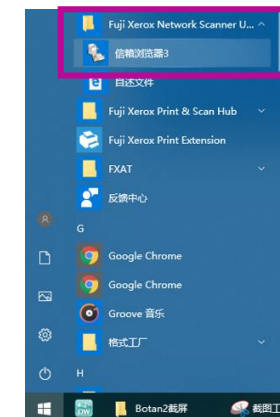 Fuji Xerox Network Scanner U...
信箱浏览器3
自述文件
Fuji Xerox Print & Scan Hub
Fuji Xerox Print Extension
FXAT
反馈中心
G
Google Chrome
Google Chrome
Groove 音乐
格式工厂
H
Botan2截屏
截图工